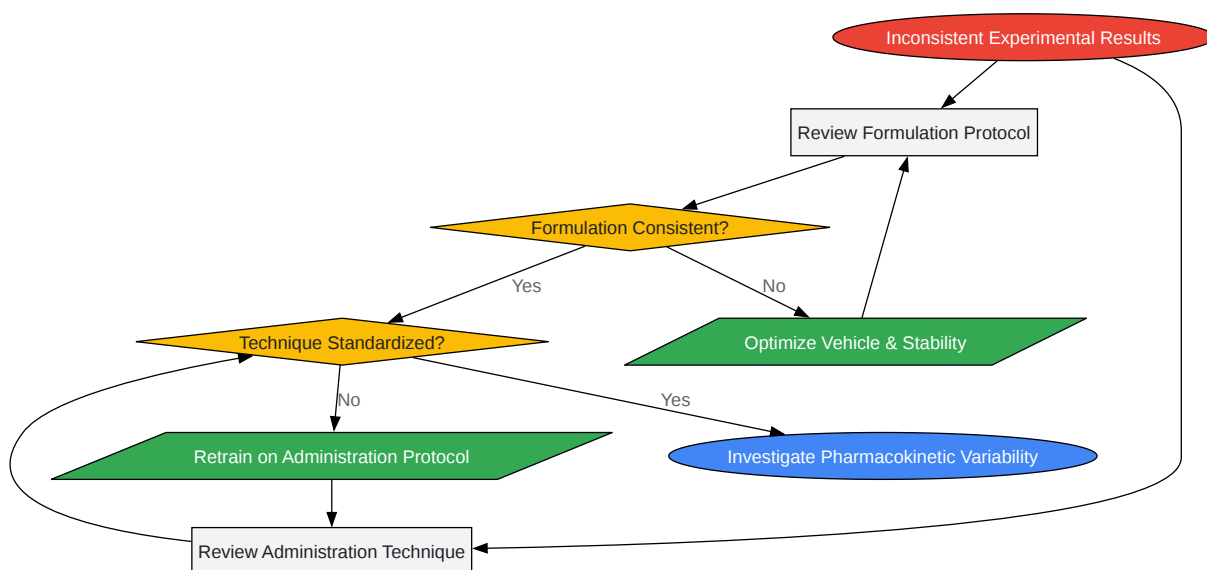 Inconsistent Experimental Results
Review Formulation Protocol
Formulation Consistent?
Yes
No
Technique Standardized?
Optimize Vehicle & Stability
No
Yes
Retrain on Administration Protocol
Investigate Pharmacokinetic Variability
Review Administration Technique